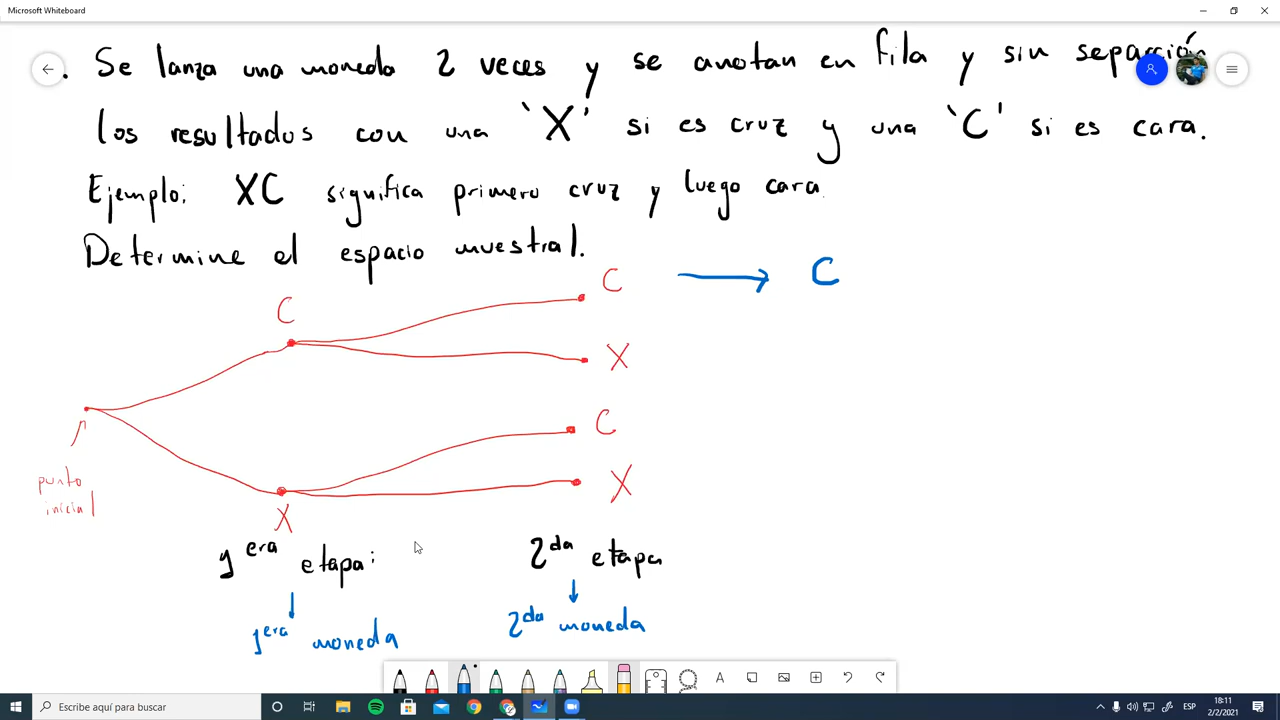 Microsoft Whiteboard
. Se lanza una moneda 2 veces y se anotan en fila y sin separación
los resultados con una 'X' si es cruz y una 'C' si es cara.
Ejemplo: XC significa primero cruz y luego cara.
Determine el espacio muestral.
C → C
C
X
C
punto
inicial
X
X
1era etapa:
2da etapa
1era moneda
2da moneda
Escribe aquí para buscar
ESP
18:11
2/2/2021